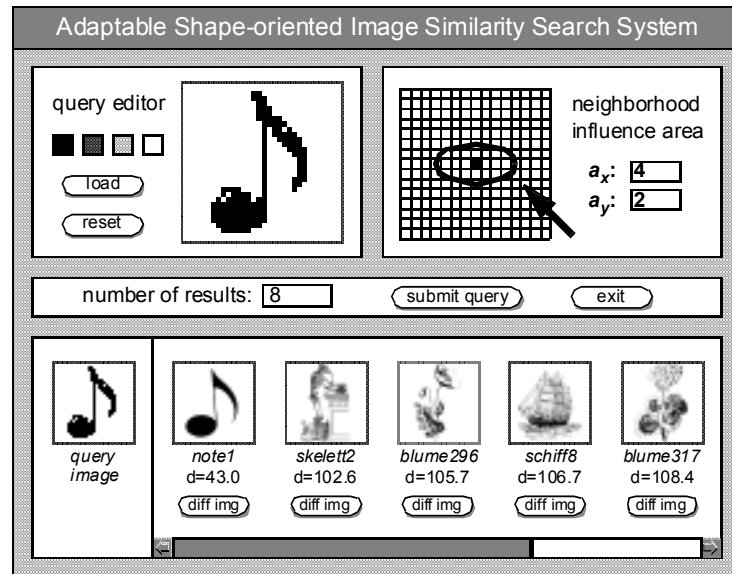 Adaptable Shape-oriented Image Similarity Search System
query editor
load
reset
neighborhood
influence area
ax: 4
ay: 2
number of results: 8 submit query exit
query
image
note1 skelett2 blume296 schiff8 blume317
d=43.0 d=102.6 d=105.7 d=106.7 d=108.4
diff img diff img diff img diff img diff img